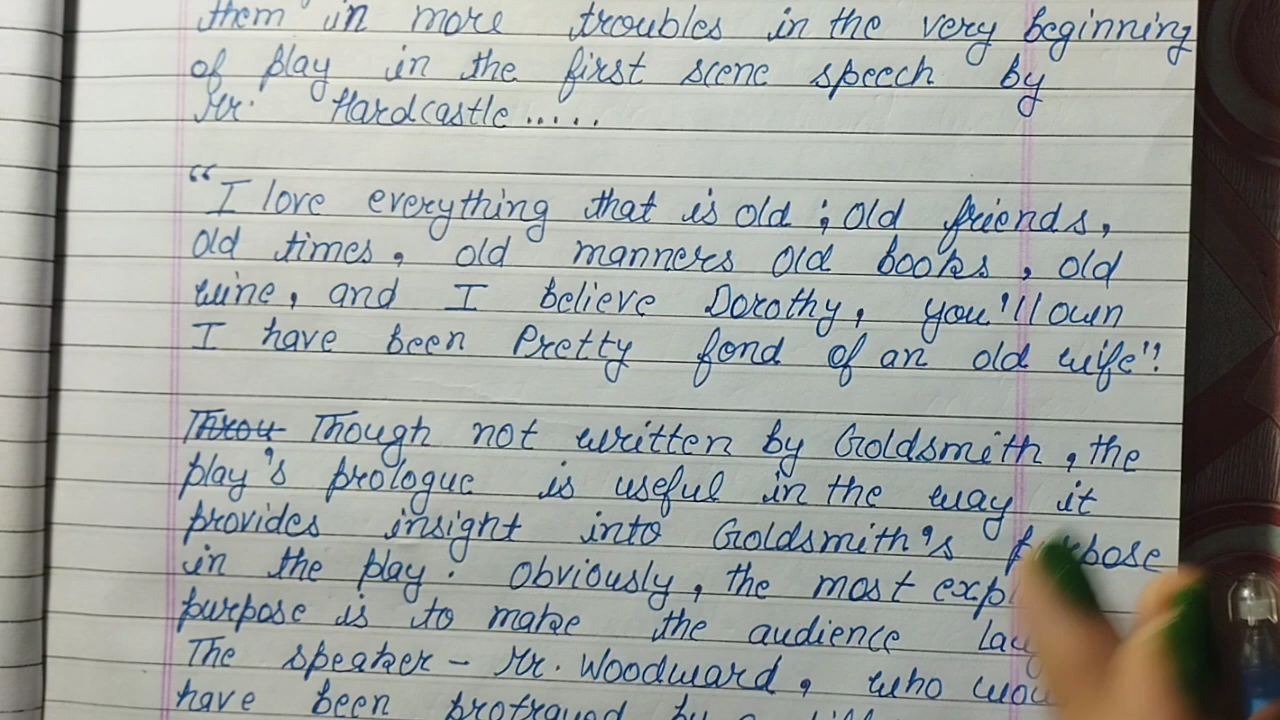 them in more troubles in the very beginning
of play in the first scene speech by
Mr. Hardcastle.....
"I love everything that is old; old friends,
old times, old manners old books, old
wine, and I believe Dorothy, you'll own
I have been Pretty fond of an old wife"!
Throu Though not written by Goldsmith, the
play's prologue is useful in the way it
provides insight into Goldsmith's
in the play. Obviously, the most
purpose is to make the audience
The speaker - Mr. Woodward, who
have been protrayed by a